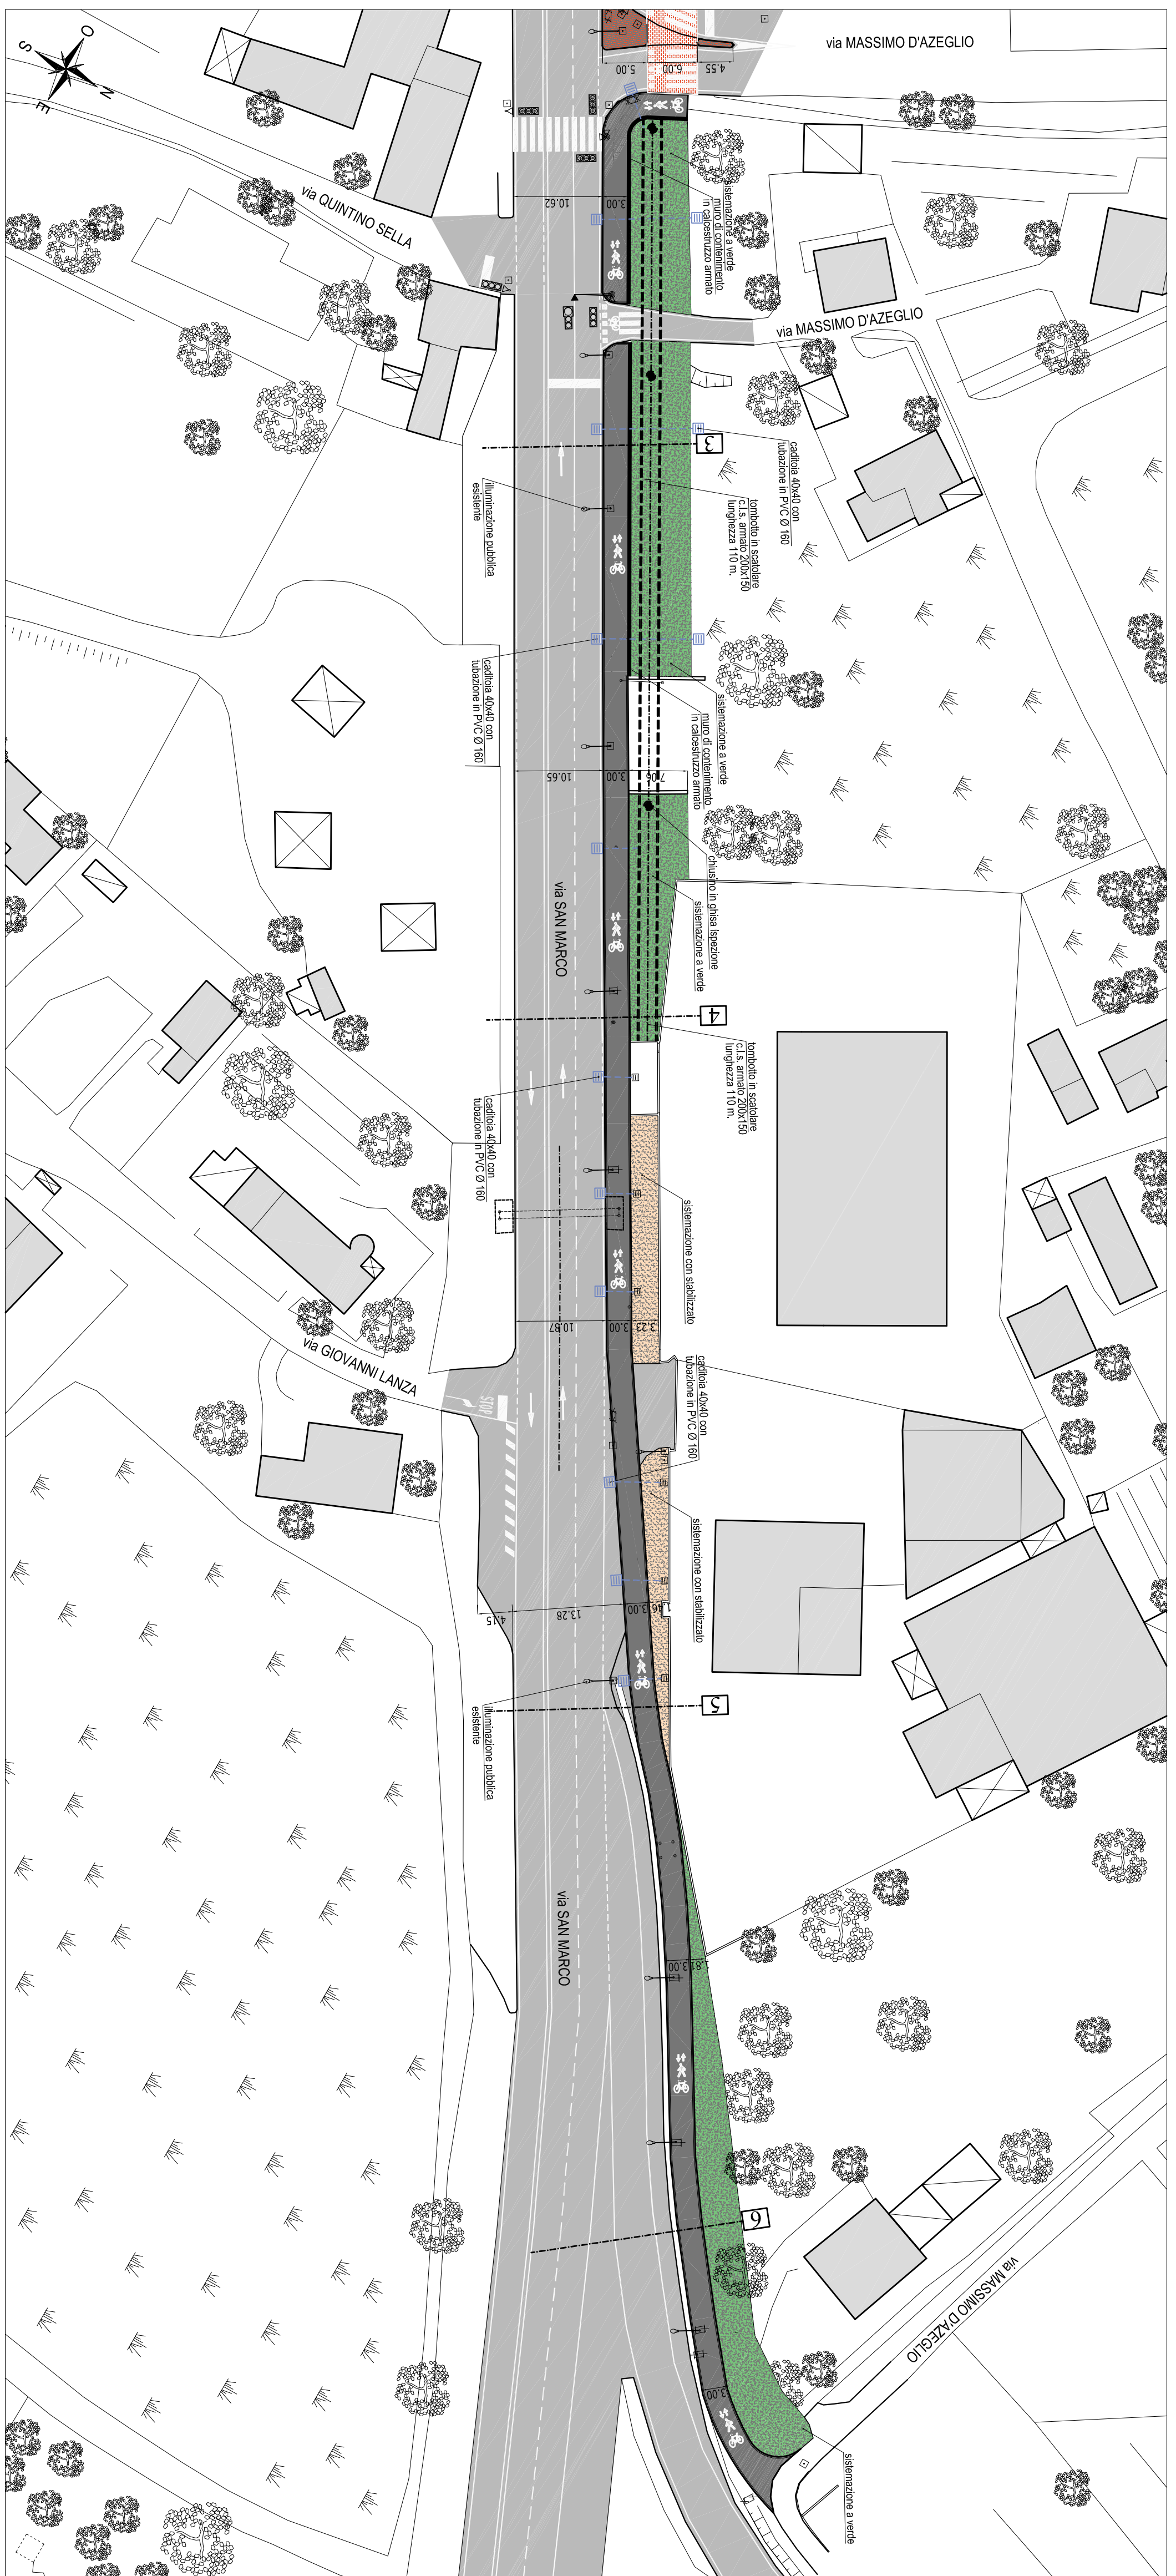 via MASSIMO D'AZEGLIO
O
S
N
E
5.00
6.00
4.55
via QUINTINO SELLA
10.62
3.00
sistemazione a verde
muro di contenimento
in calcestruzzo armato
via MASSIMO D'AZEGLIO
3
caditoia 40x40 con
tubazione in PVC Ø 160
tombotto in scatolare
c.l.s. armato 200x150
lunghezza 110 m.
illuminazione pubblica
esistente
caditoia 40x40 con
tubazione in PVC Ø 160
sistemazione a verde
muro di contenimento
in calcestruzzo armato
10.65
3.00
7.06
chiusino in ghisa ispezione
sistemazione a verde
via SAN MARCO
4
tombotto in scatolare
c.l.s. armato 200x150
lunghezza 110 m.
caditoia 40x40 con
tubazione in PVC Ø 160
sistemazione con stabilizzato
10.87
3.00
3.23
via GIOVANNI LANZA
STOP
caditoia 40x40 con
tubazione in PVC Ø 160
sistemazione con stabilizzato
4.15
13.28
3.00
1.46
5
illuminazione pubblica
esistente
via SAN MARCO
3.00
1.81
6
via MASSIMO D'AZEGLIO
3.00
sistemazione a verde